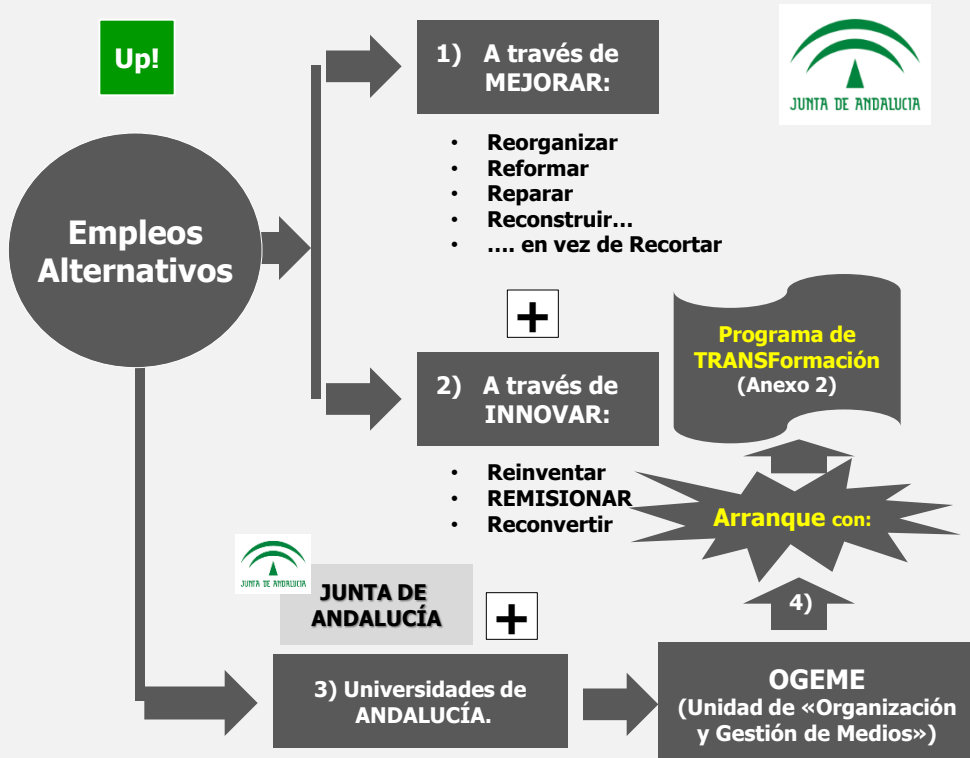 Up!
1) A través de
MEJORAR:
JUNTA DE ANDALUCIA
• Reorganizar
• Reformar
• Reparar
• Reconstruir…
• …. en vez de Recortar
Empleos
Alternativos
+
Programa de
TRANSFormación
(Anexo 2)
2) A través de
INNOVAR:
• Reinventar
• REMISIONAR
• Reconvertir
Arranque con:
JUNTA DE ANDALUCIA
JUNTA DE
ANDALUCÍA
+
4)
3) Universidades de
ANDALUCÍA.
OGEME
(Unidad de «Organización
y Gestión de Medios»)